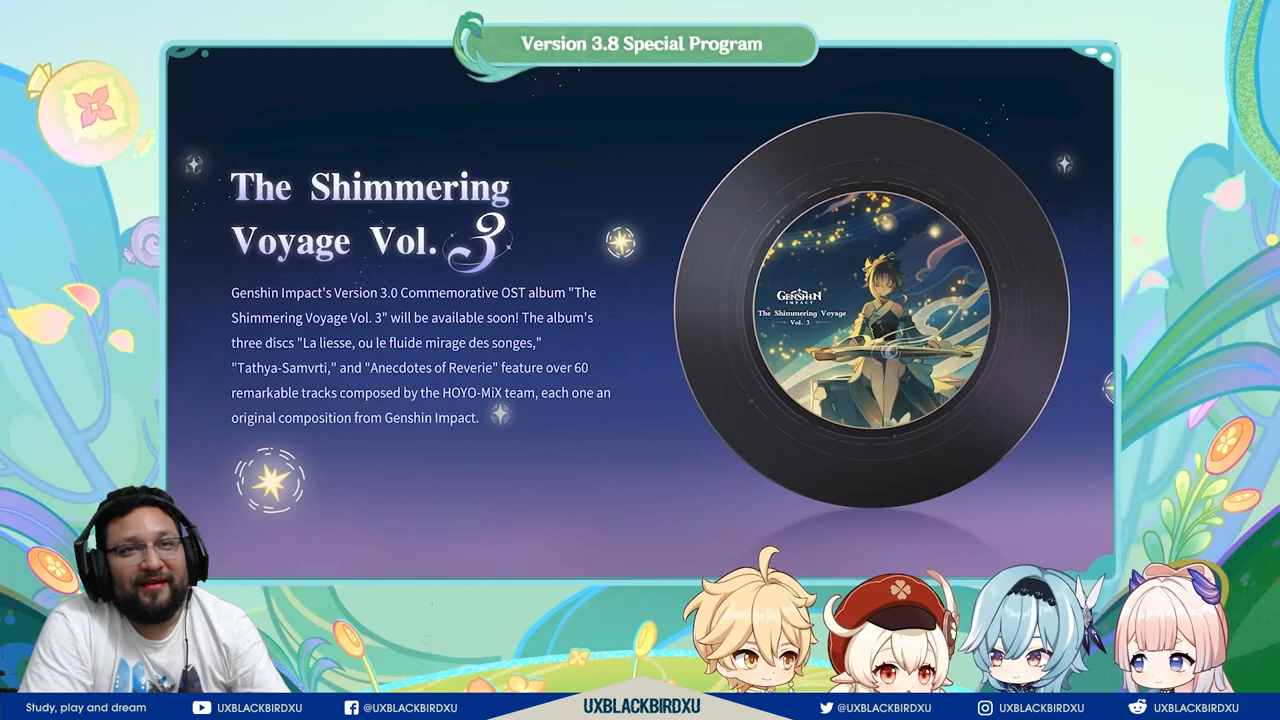 Version 3.8 Special Program
The Shimmering
Voyage Vol. 3
Genshin Impact's Version 3.0 Commemorative OST album "The
Shimmering Voyage Vol. 3" will be available soon! The album's
three discs "La liesse, ou le fluide mirage des songes,"
"Tathya-Samvrti," and "Anecdotes of Reverie" feature over 60
remarkable tracks composed by the HOYO-MiX team, each one an
original composition from Genshin Impact.
GENSHIN
IMPACT
The Shimmering Voyage
Vol. 3
Study, play and dream
UXBLACKBIRDXU
@UXBLACKBIRDXU
UXBLACKBIRDXU
@UXBLACKBIRDXU
UXBLACKBIRDXU
UXBLACKBIRDXU